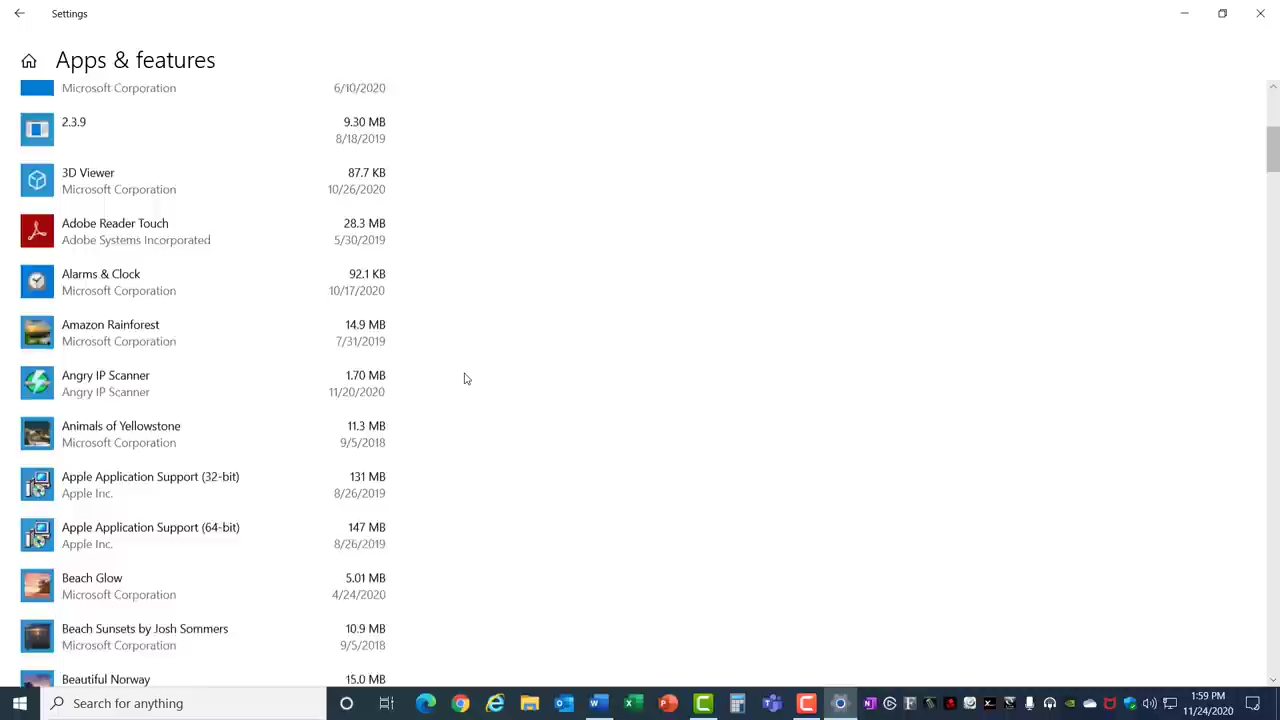 Settings
Apps & features
Microsoft Corporation 6/10/2020
2.3.9 9.30 MB
8/18/2019
3D Viewer 87.7 KB
Microsoft Corporation 10/26/2020
Adobe Reader Touch 28.3 MB
Adobe Systems Incorporated 5/30/2019
Alarms & Clock 92.1 KB
Microsoft Corporation 10/17/2020
Amazon Rainforest 14.9 MB
Microsoft Corporation 7/31/2019
Angry IP Scanner 1.70 MB
Angry IP Scanner 11/20/2020
Animals of Yellowstone 11.3 MB
Microsoft Corporation 9/5/2018
Apple Application Support (32-bit) 131 MB
Apple Inc. 8/26/2019
Apple Application Support (64-bit) 147 MB
Apple Inc. 8/26/2019
Beach Glow 5.01 MB
Microsoft Corporation 4/24/2020
Beach Sunsets by Josh Sommers 10.9 MB
Microsoft Corporation 9/5/2018
Beautiful Norway 15.0 MB
Search for anything
1:59 PM
11/24/2020